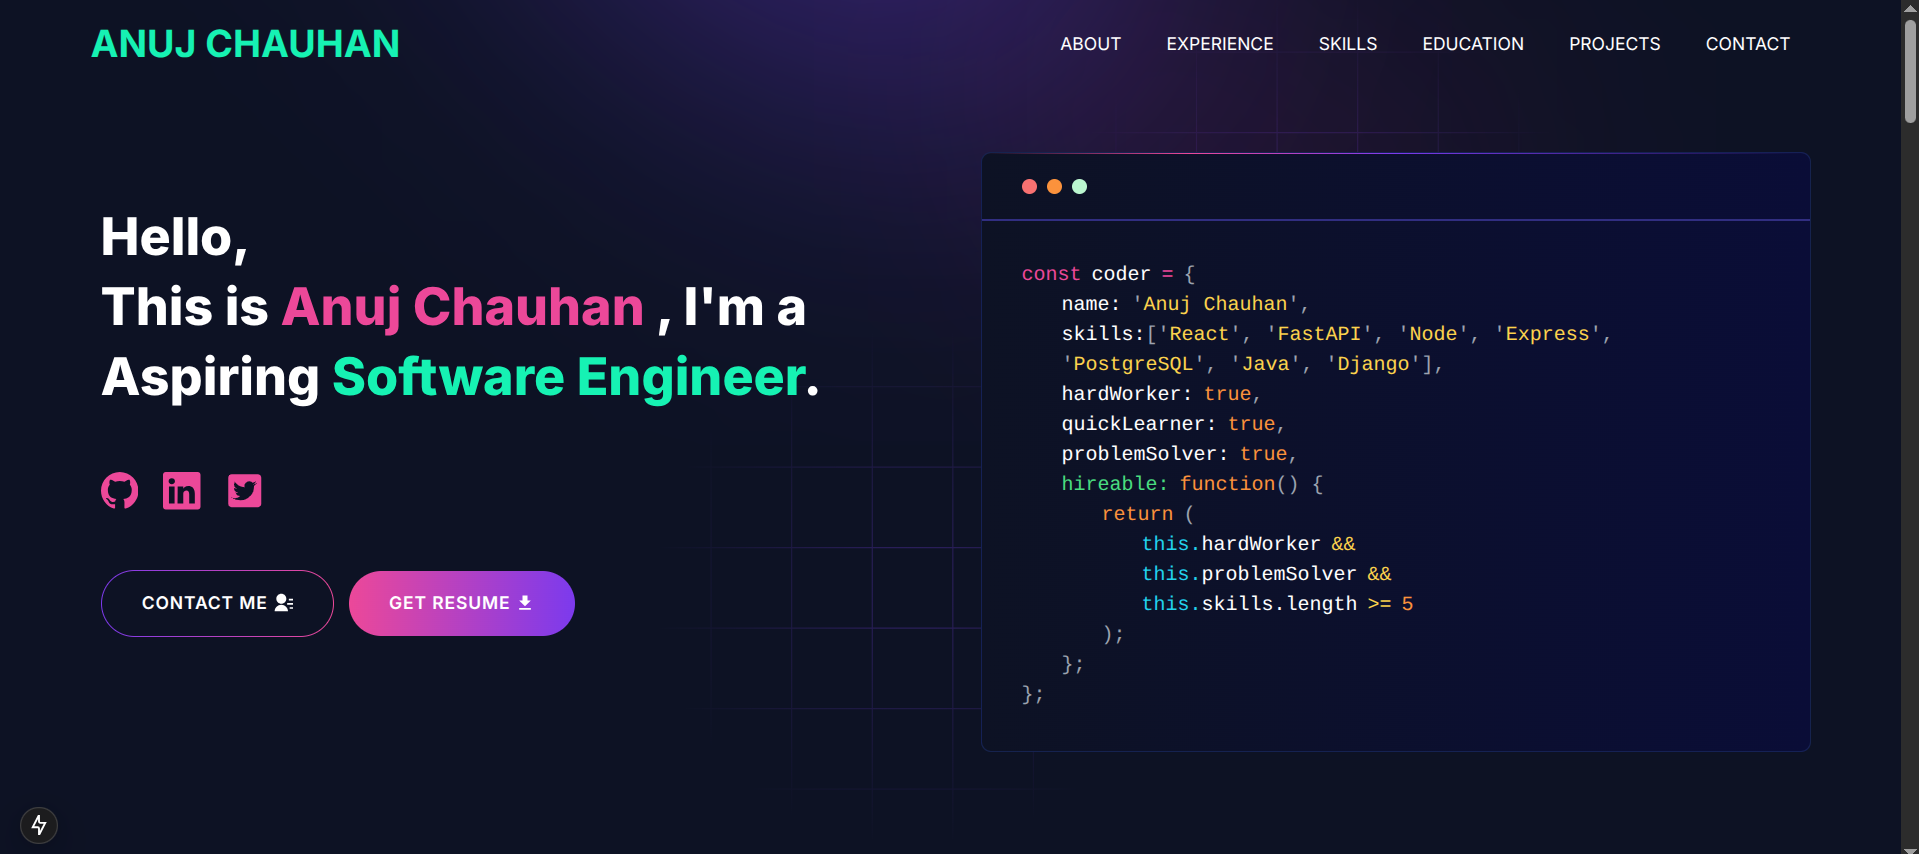 ANUJ CHAUHAN
ABOUT EXPERIENCE SKILLS EDUCATION PROJECTS CONTACT
Hello,
This is Anuj Chauhan , I'm a
Aspiring Software Engineer.
CONTACT ME
GET RESUME
const coder = {
name: 'Anuj Chauhan',
skills:['React', 'FastAPI', 'Node', 'Express',
'PostgreSQL', 'Java', 'Django'],
hardWorker: true,
quickLearner: true,
problemSolver: true,
hireable: function() {
return (
this.hardWorker &&
this.problemSolver &&
this.skills.length >= 5
);
};
};